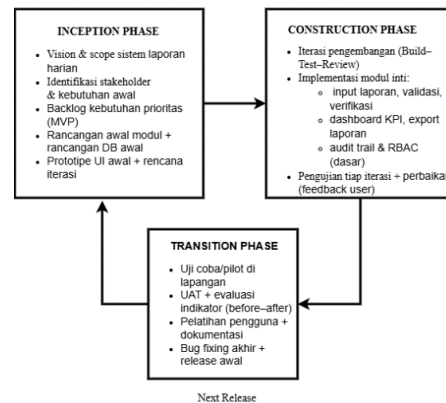 INCEPTION PHASE
• Vision & scope sistem laporan
harian
• Identifikasi stakeholder
& kebutuhan awal
• Backlog kebutuhan prioritas
(MVP)
• Rancangan awal modul +
rancangan DB awal
• Prototipe UI awal + rencana
iterasi
CONSTRUCTION PHASE
• Iterasi pengembangan (Build–
Test–Review)
• Implementasi modul inti:
○ input laporan, validasi,
verifikasi
○ dashboard KPI, export
laporan
○ audit trail & RBAC
(dasar)
• Pengujian tiap iterasi + perbaikan
(feedback user)
TRANSITION PHASE
• Uji coba/pilot di
lapangan
• UAT + evaluasi
indikator (before–after)
• Pelatihan pengguna +
dokumentasi
• Bug fixing akhir +
release awal
Next Release